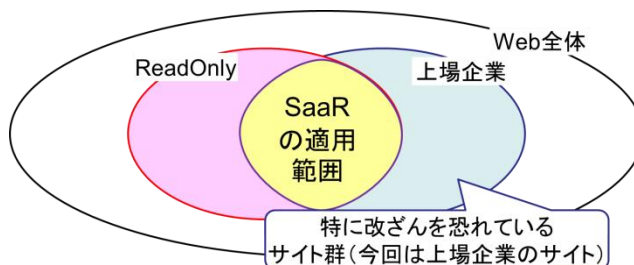 Web全体
ReadOnly
上場企業
SaaR
の適用
範囲
特に改ざんを恐れている
サイト群(今回は上場企業のサイト)